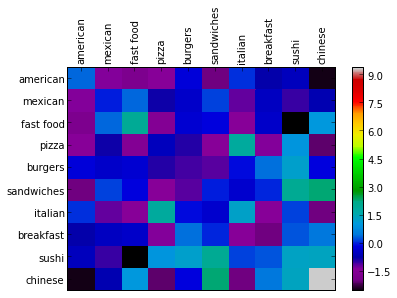 american
mexican
fast food
pizza
burgers
sandwiches
italian
breakfast
sushi
chinese
american
mexican
fast food
pizza
burgers
sandwiches
italian
breakfast
sushi
chinese
9.0
7.5
6.0
4.5
3.0
1.5
0.0
−1.5